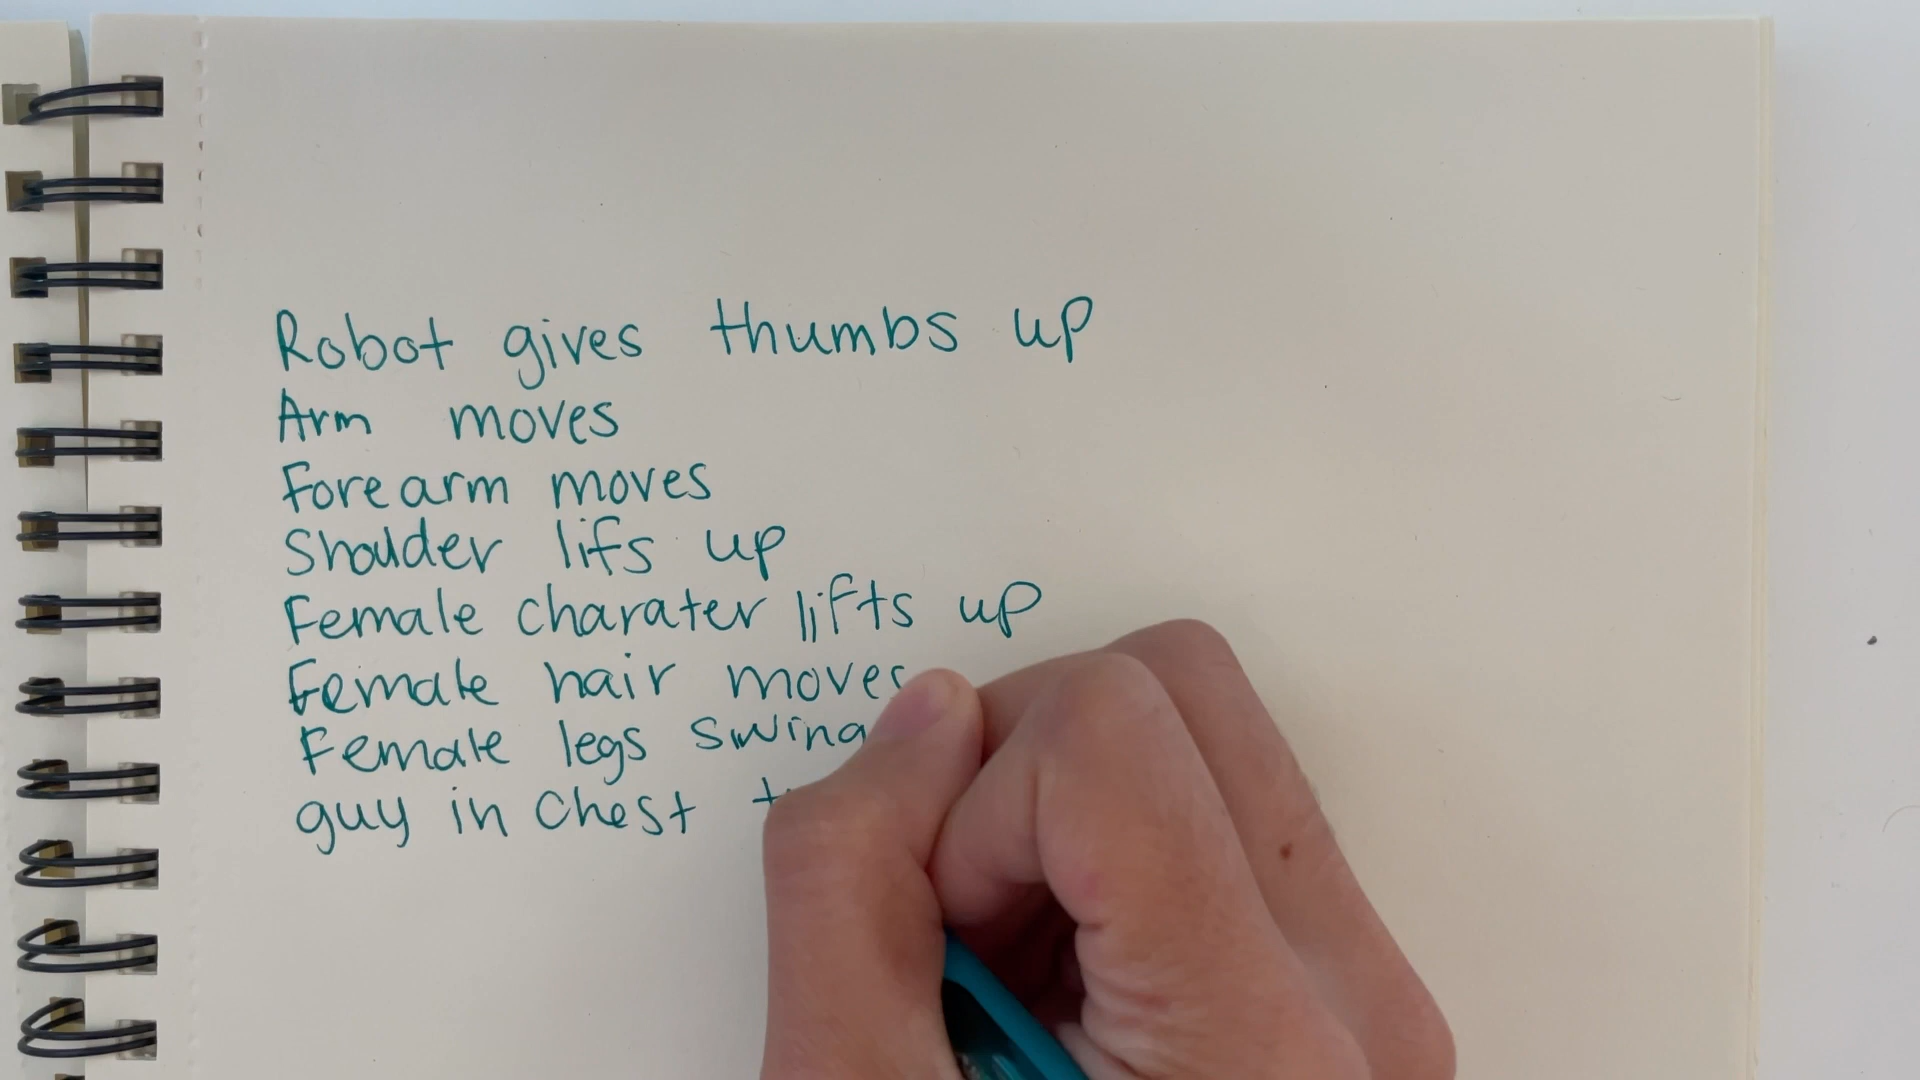 Robot gives thumbs up
Arm moves
Forearm moves
Shoulder lifs up
Female charater lifts up
Female hair moves
Female legs swing
guy in chest